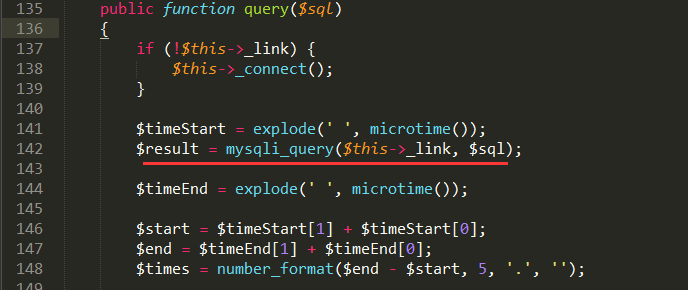 135 public function query($sql)
136 {
137 if (!$this->_link) {
138 $this->_connect();
139 }
140
141 $timeStart = explode(' ', microtime());
142 $result = mysqli_query($this->_link, $sql);
143
144 $timeEnd = explode(' ', microtime());
145
146 $start = $timeStart[1] + $timeStart[0];
147 $end = $timeEnd[1] + $timeEnd[0];
148 $times = number_format($end - $start, 5, '.', '');
149